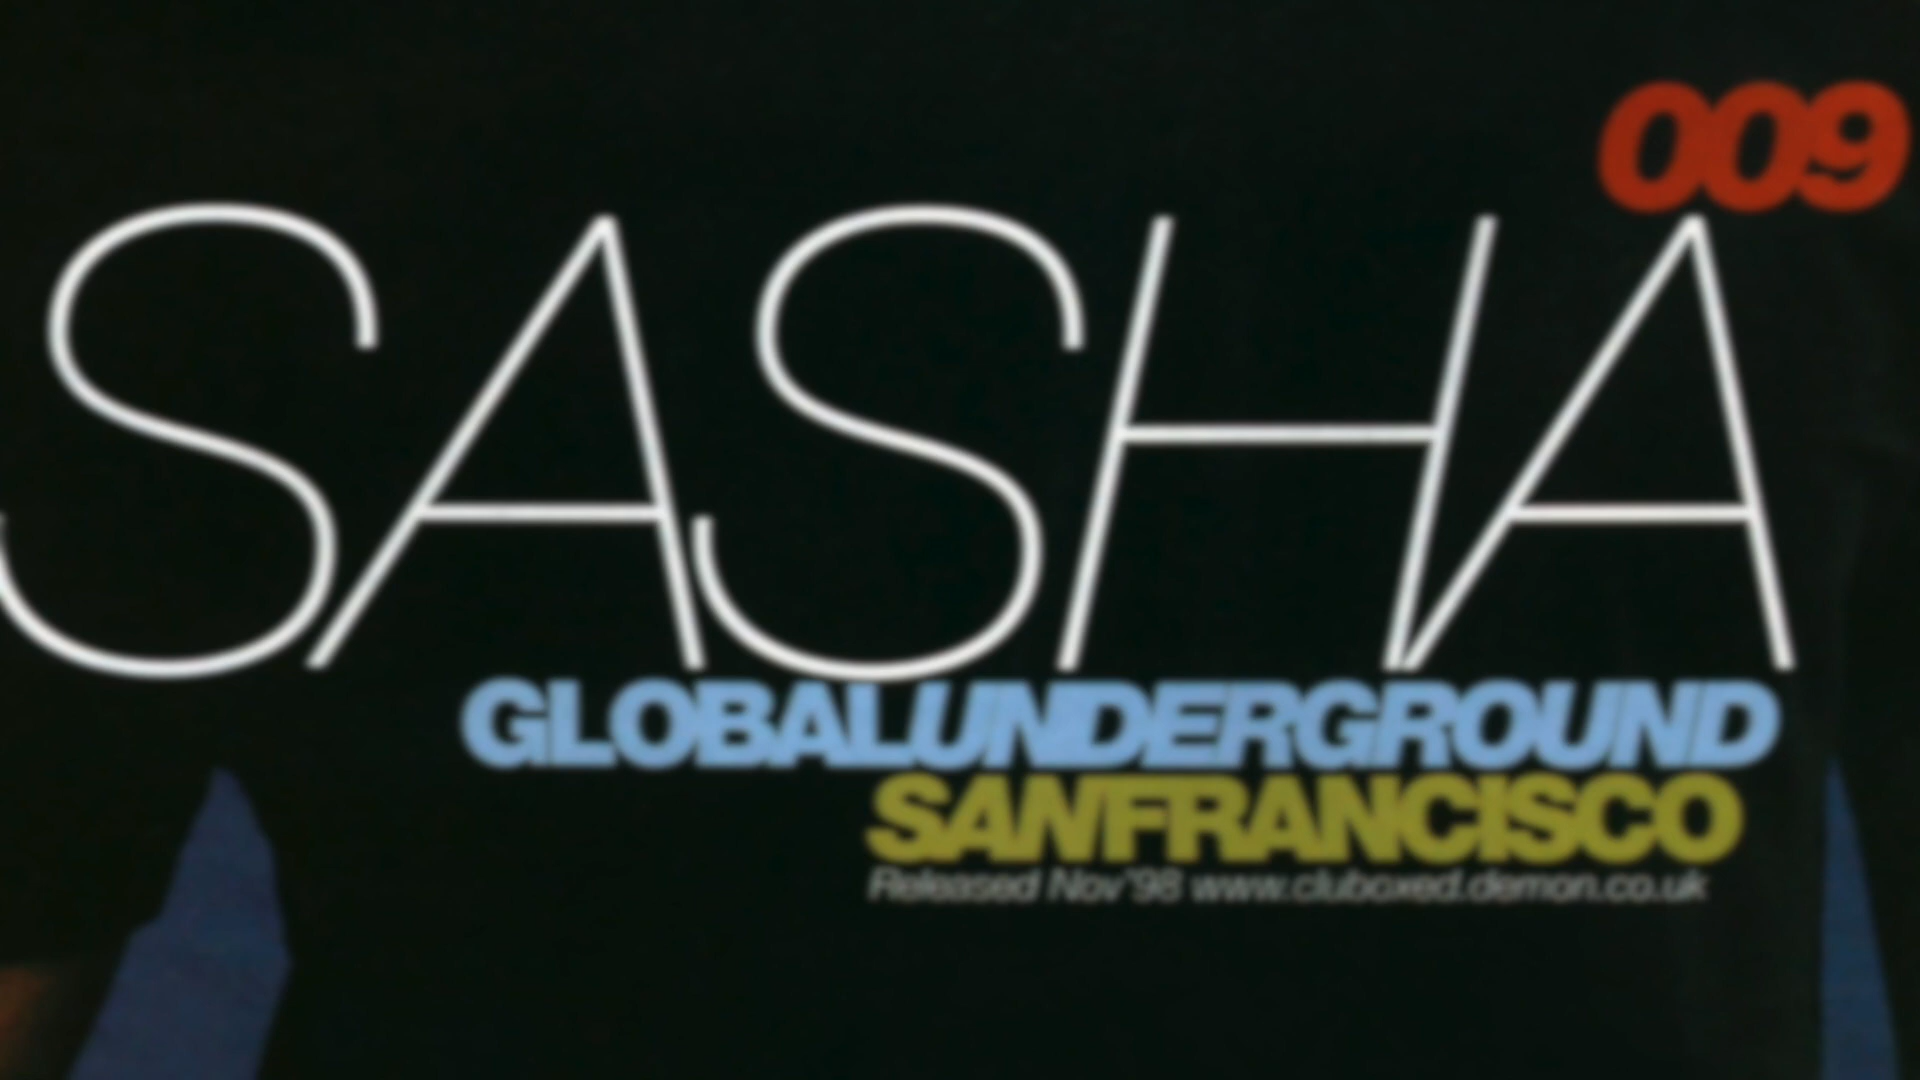 009
SASHA
GLOBALUNDERGROUND
SANFRANCISCO
Released Nov'98 www.cluboxed.demon.co.uk